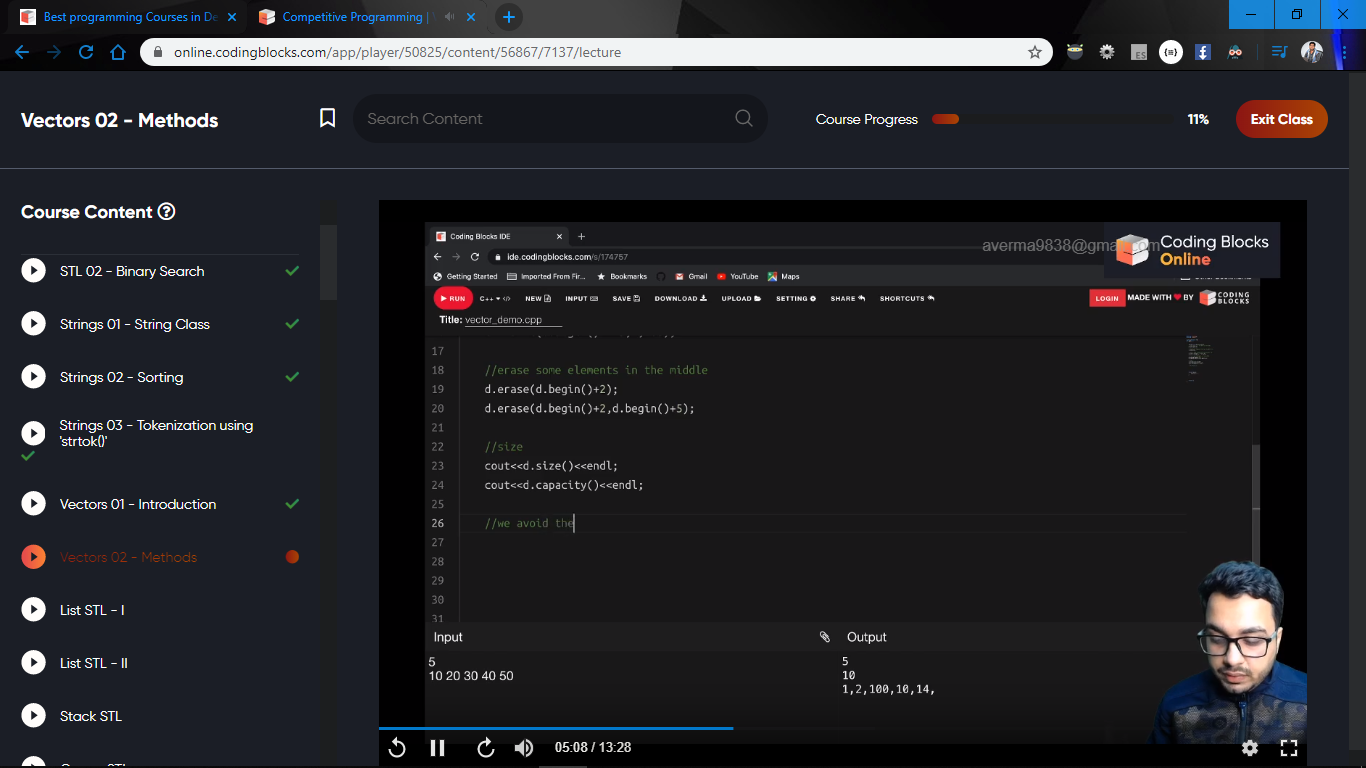 Best programming Courses in De
Competitive Programming |
online.codingblocks.com/app/player/50825/content/56867/7137/lecture
ES
Vectors 02 - Methods
Search Content
Course Progress
11%
Exit Class
Course Content
STL 02 - Binary Search
Strings 01 - String Class
Strings 02 - Sorting
Strings 03 - Tokenization using
'strtok()'
Vectors 01 - Introduction
Vectors 02 - Methods
List STL - I
List STL - II
Stack STL
Coding Blocks IDE
ide.codingblocks.com/s/174757
averma9838@gma
om
Coding Blocks
Online
Getting Started
Imported From Fir...
Bookmarks
Gmail
YouTube
Maps
RUN
C++
NEW
INPUT
SAVE
DOWNLOAD
UPLOAD
SETTING
SHARE
SHORTCUTS
LOGIN
MADE WITH
BY
CODING
BLOCKS
Title: vector_demo.cpp
17
18 //erase some elements in the middle
19 d.erase(d.begin()+2);
20 d.erase(d.begin()+2,d.begin()+5);
21
22 //size
23 cout<<d.size()<<endl;
24 cout<<d.capacity()<<endl;
25
26 //we avoid the
27
28
29
30
31
Input
5
10 20 30 40 50
Output
5
10
1,2,100,10,14,
05:08 / 13:28